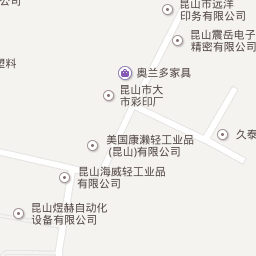 公司
昆山市远洋
印务有限公司
昆山震岳电子
精密有限公司
塑料
奥兰多家具
昆山市大
市彩印厂
久泰
美国康濑轻工业品
(昆山)有限公司
昆山海威轻工业品
有限公司
昆山煜赫自动化
设备有限公司